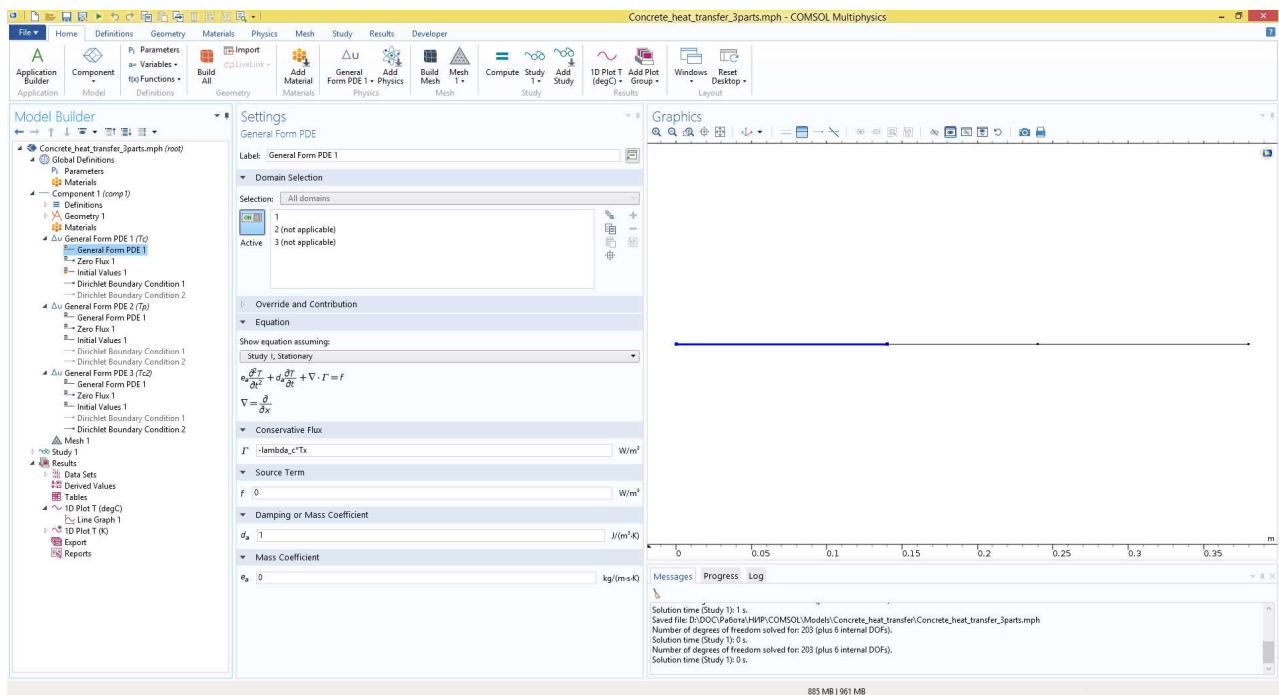 Concrete_heat_transfer_3parts.mph - COMSOL Multiphysics
File Home Definitions Geometry Materials Physics Mesh Study Results Developer
Application Builder
Application
Component
Model
Pi Parameters
a= Variables
f(x) Functions
Definitions
Build All
Import
LiveLink
Geometry
Add Material
Materials
Δu General Form PDE 1
Add Physics
Physics
Build Mesh
Mesh 1
Mesh
Compute
Study 1
Add Study
Study
1D Plot T (degC)
Add Plot Group
Results
Windows
Reset Desktop
Layout
Model Builder
Concrete_heat_transfer_3parts.mph (root)
Global Definitions
Pi Parameters
Materials
Component 1 (comp1)
Definitions
Geometry 1
Materials
Δu General Form PDE 1 (Tc)
General Form PDE 1
Zero Flux 1
Initial Values 1
Dirichlet Boundary Condition 1
Dirichlet Boundary Condition 2
Δu General Form PDE 2 (Tp)
General Form PDE 1
Zero Flux 1
Initial Values 1
Dirichlet Boundary Condition 1
Dirichlet Boundary Condition 2
Δu General Form PDE 3 (Tc2)
General Form PDE 1
Zero Flux 1
Initial Values 1
Dirichlet Boundary Condition 1
Dirichlet Boundary Condition 2
Mesh 1
Study 1
Results
Data Sets
Derived Values
Tables
1D Plot T (degC)
Line Graph 1
1D Plot T (K)
Export
Reports
Settings
General Form PDE
Label: General Form PDE 1
Domain Selection
Selection: All domains
1
2 (not applicable)
Active 3 (not applicable)
Override and Contribution
Equation
Show equation assuming:
Study 1, Stationary
eₐ ∂²T/∂t² + dₐ ∂T/∂t + ∇ · Γ = f
∇ = ∂/∂x
Conservative Flux
Γ -lambda_c*Tx W/m²
Source Term
f 0 W/m³
Damping or Mass Coefficient
dₐ 1 J/(m³·K)
Mass Coefficient
eₐ 0 kg/(m·s·K)
Graphics
m
0 0.05 0.1 0.15 0.2 0.25 0.3 0.35
Messages Progress Log
Solution time (Study 1): 1 s.
Saved file: D:\DOC\Работа\НИР\COMSOL\Models\Concrete_heat_transfer\Concrete_heat_transfer_3parts.mph
Number of degrees of freedom solved for: 203 (plus 6 internal DOFs).
Solution time (Study 1): 0 s.
Number of degrees of freedom solved for: 203 (plus 6 internal DOFs).
Solution time (Study 1): 0 s.
885 MB | 961 MB